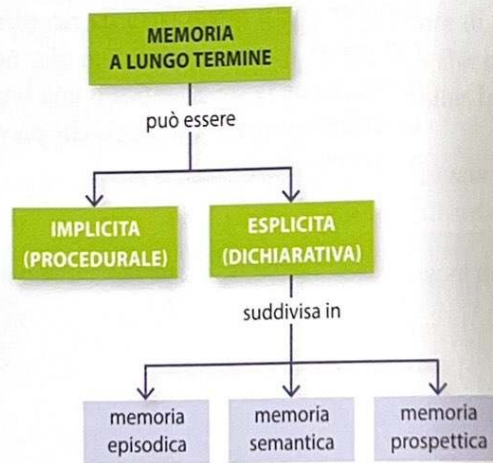 MEMORIA
A LUNGO TERMINE
può essere
IMPLICITA
(PROCEDURALE)
ESPLICITA
(DICHIARATIVA)
suddivisa in
memoria
episodica
memoria
semantica
memoria
prospettica